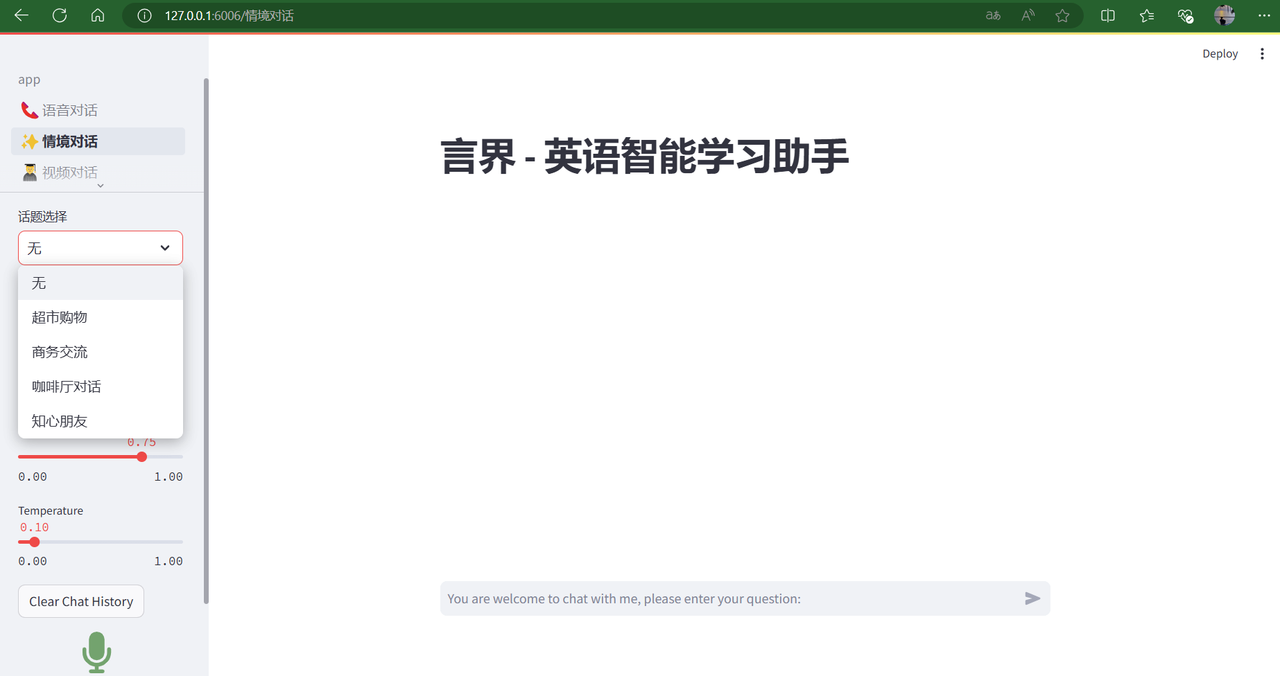 127.0.0.1:6006/情境对话
Deploy
app
语音对话
情境对话
视频对话
话题选择
无
无
超市购物
商务交流
咖啡厅对话
知心朋友
0.75
0.00 1.00
Temperature
0.10
0.00 1.00
Clear Chat History
言界 - 英语智能学习助手
You are welcome to chat with me, please enter your question: